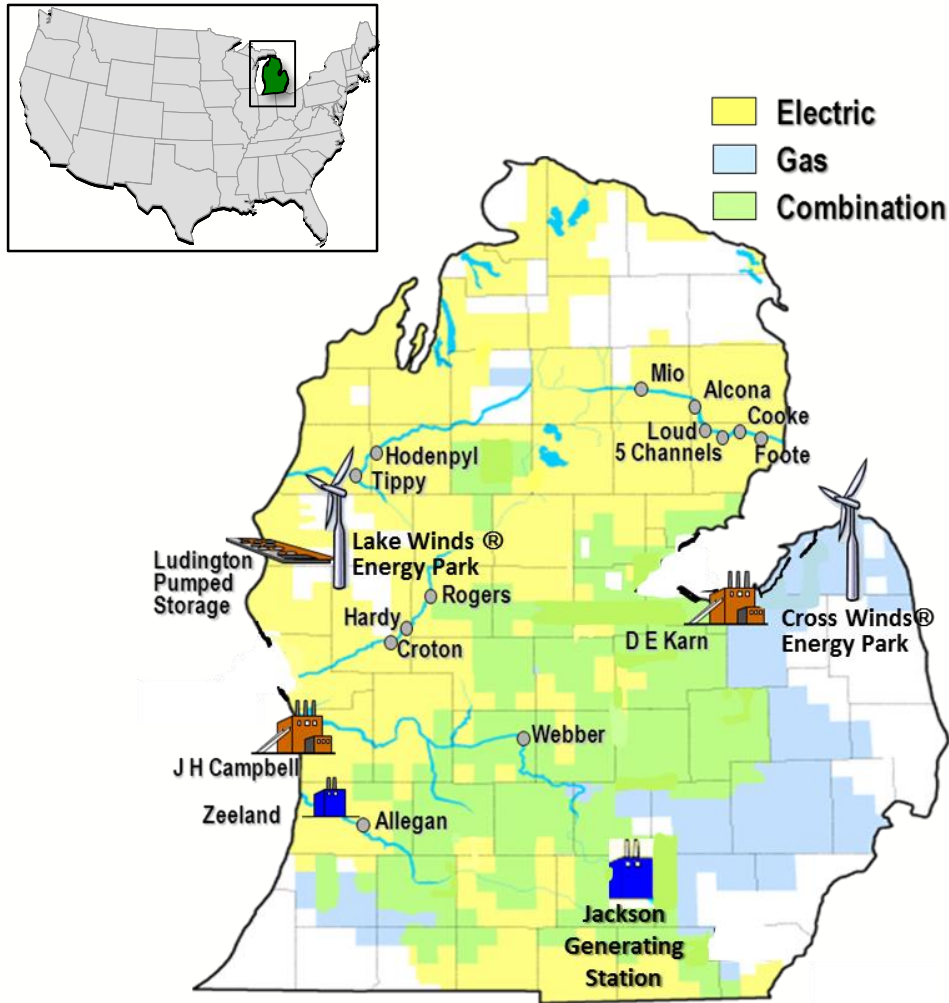 Electric
Gas
Combination
Mio
Alcona
Cooke
Loud
5 Channels
Foote
Hodenpyl
Tippy
Lake Winds ®
Energy Park
Ludington
Pumped
Storage
Rogers
Hardy
Croton
D E Karn
Cross Winds®
Energy Park
Webber
J H Campbell
Zeeland
Allegan
Jackson
Generating
Station